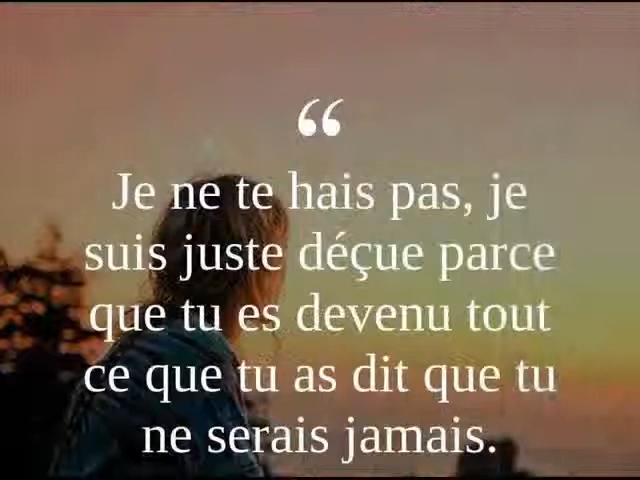 “
Je ne te hais pas, je
suis juste déçue parce
que tu es devenu tout
ce que tu as dit que tu
ne serais jamais.